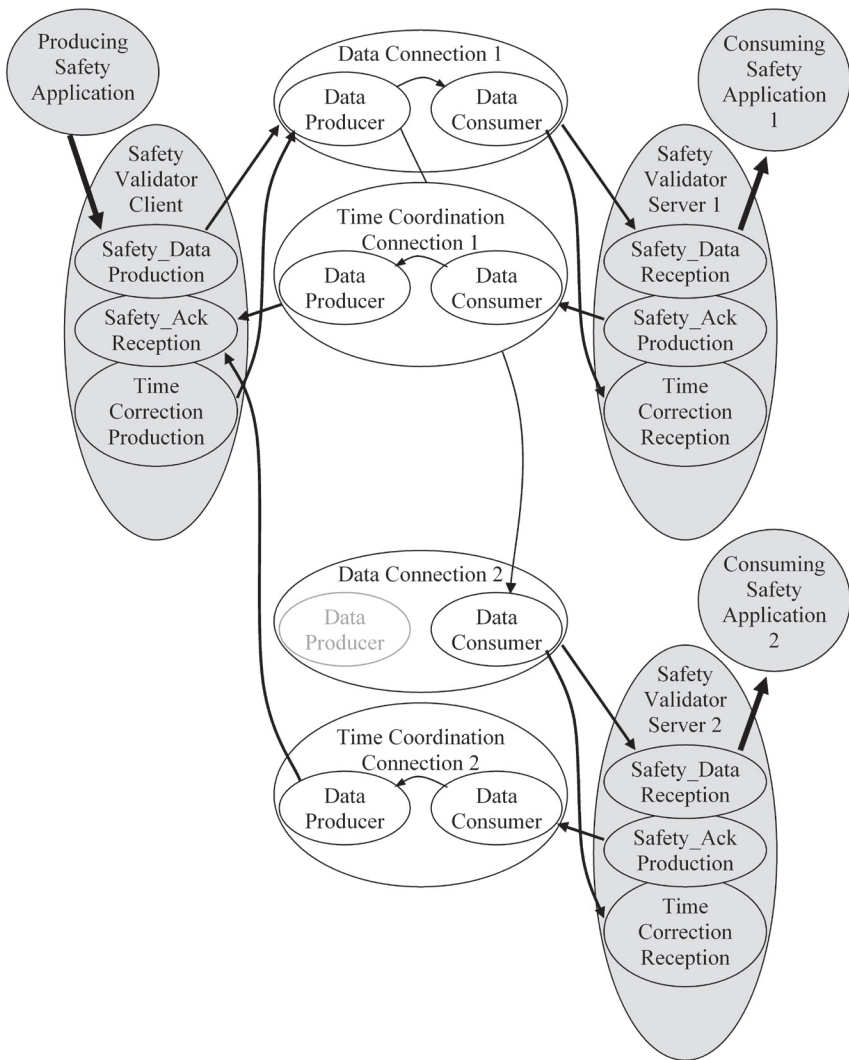 Producing
Safety
Application
Safety
Validator
Client
Safety_Data
Production
Safety_Ack
Reception
Time
Correction
Production
Data Connection 1
Data
Producer
Data
Consumer
Time Coordination
Connection 1
Data
Producer
Data
Consumer
Consuming
Safety
Application
1
Safety
Validator
Server 1
Safety_Data
Reception
Safety_Ack
Production
Time
Correction
Reception
Data Connection 2
Data
Producer
Data
Consumer
Time Coordination
Connection 2
Data
Producer
Data
Consumer
Consuming
Safety
Application
2
Safety
Validator
Server 2
Safety_Data
Reception
Safety_Ack
Production
Time
Correction
Reception